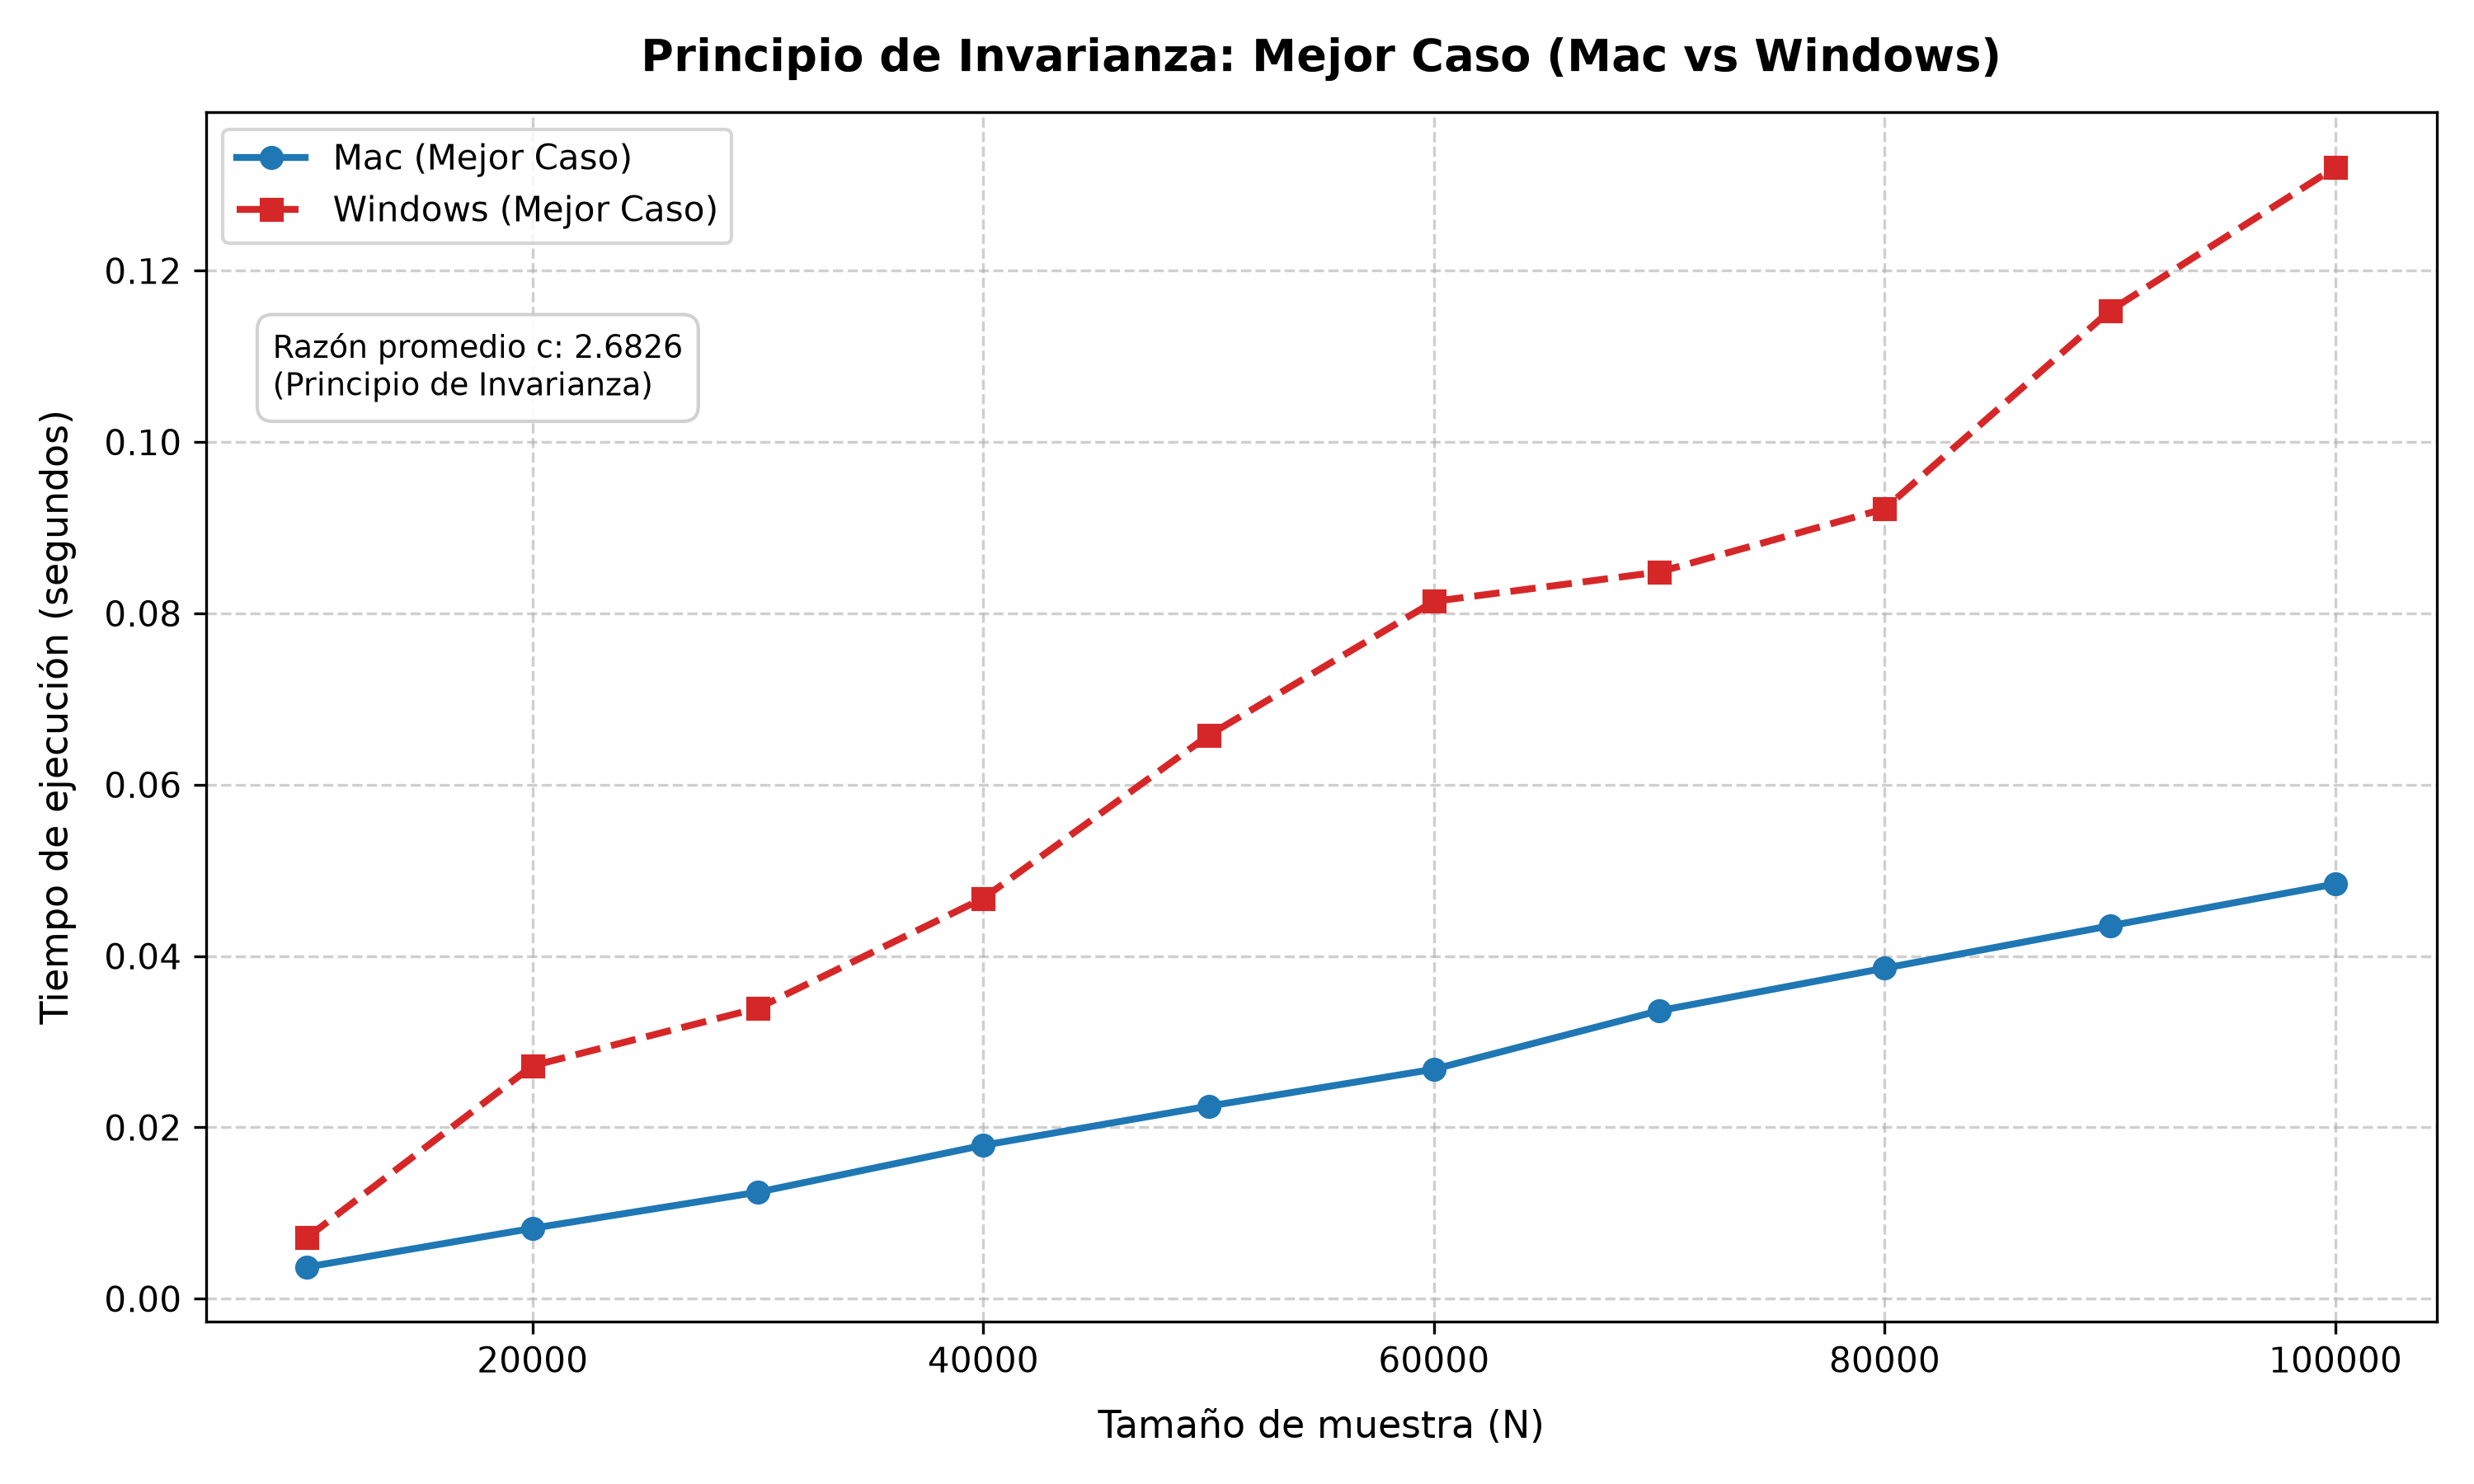 Principio de Invarianza: Mejor Caso (Mac vs Windows)
Mac (Mejor Caso)
Windows (Mejor Caso)
Razón promedio c: 2.6826
(Principio de Invarianza)
Tiempo de ejecución (segundos)
0.12
0.10
0.08
0.06
0.04
0.02
0.00
20000
40000
60000
80000
100000
Tamaño de muestra (N)